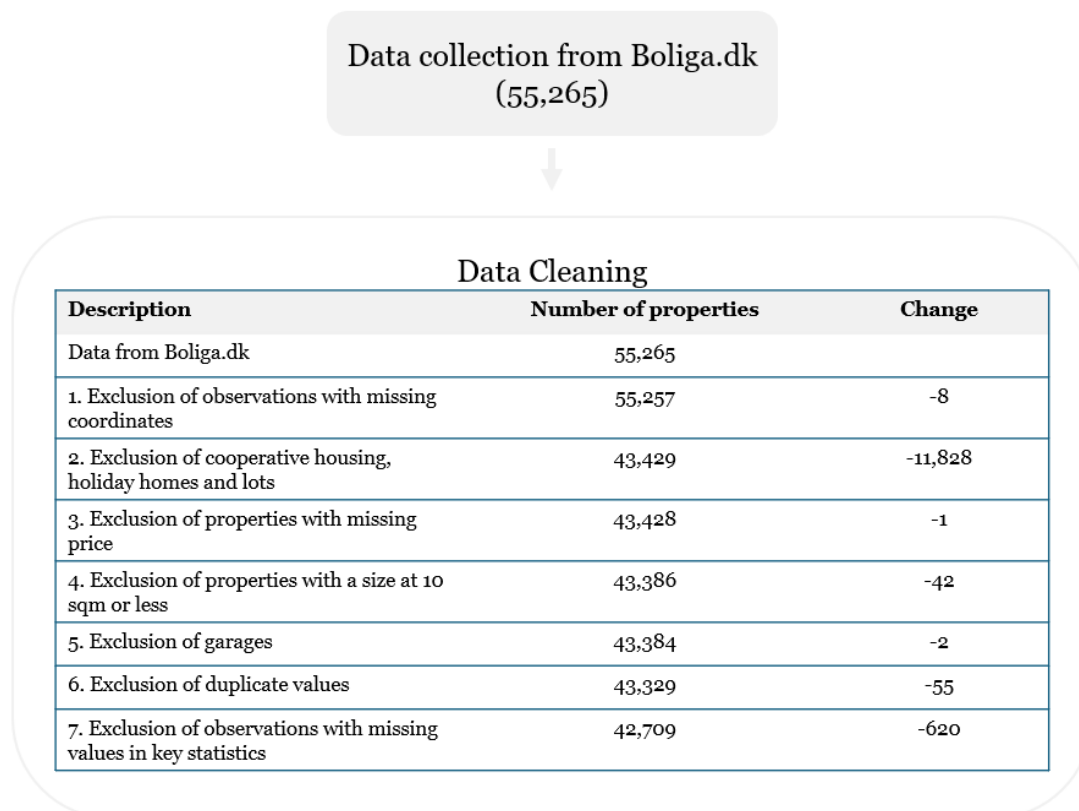 Data collection from Boliga.dk
(55,265)
Data Cleaning
Description Number of properties Change
Data from Boliga.dk 55,265
1. Exclusion of observations with missing 55,257 -8
coordinates
2. Exclusion of cooperative housing, 43,429 -11,828
holiday homes and lots
3. Exclusion of properties with missing 43,428 -1
price
4. Exclusion of properties with a size at 10 43,386 -42
sqm or less
5. Exclusion of garages 43,384 -2
6. Exclusion of duplicate values 43,329 -55
7. Exclusion of observations with missing 42,709 -620
values in key statistics